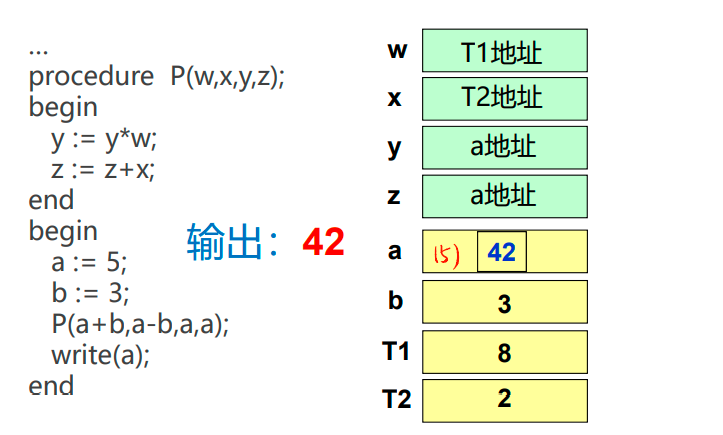 ...
procedure P(w,x,y,z);
begin
y := y*w;
z := z+x;
end
begin
a := 5;
b := 3;
P(a+b,a-b,a,a);
write(a);
end
输出：42
w T1地址
x T2地址
y a地址
z a地址
a (5) 42
b 3
T1 8
T2 2